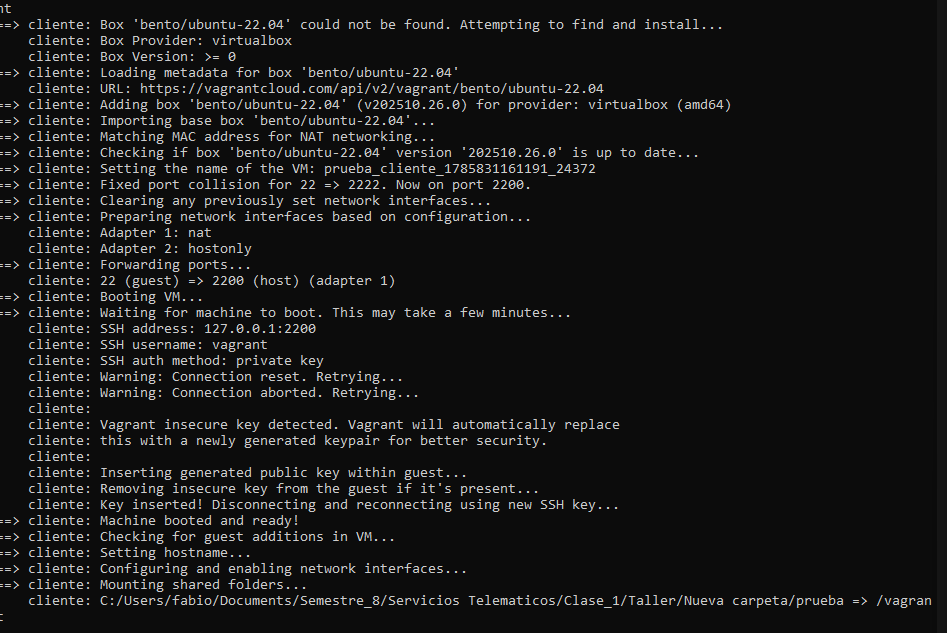 nt
==> cliente: Box 'bento/ubuntu-22.04' could not be found. Attempting to find and install...
    cliente: Box Provider: virtualbox
    cliente: Box Version: >= 0
==> cliente: Loading metadata for box 'bento/ubuntu-22.04'
    cliente: URL: https://vagrantcloud.com/api/v2/vagrant/bento/ubuntu-22.04
==> cliente: Adding box 'bento/ubuntu-22.04' (v202510.26.0) for provider: virtualbox (amd64)
==> cliente: Importing base box 'bento/ubuntu-22.04'...
==> cliente: Matching MAC address for NAT networking...
==> cliente: Checking if box 'bento/ubuntu-22.04' version '202510.26.0' is up to date...
==> cliente: Setting the name of the VM: prueba_cliente_1785831161191_24372
==> cliente: Fixed port collision for 22 => 2222. Now on port 2200.
==> cliente: Clearing any previously set network interfaces...
==> cliente: Preparing network interfaces based on configuration...
    cliente: Adapter 1: nat
    cliente: Adapter 2: hostonly
==> cliente: Forwarding ports...
    cliente: 22 (guest) => 2200 (host) (adapter 1)
==> cliente: Booting VM...
==> cliente: Waiting for machine to boot. This may take a few minutes...
    cliente: SSH address: 127.0.0.1:2200
    cliente: SSH username: vagrant
    cliente: SSH auth method: private key
    cliente: Warning: Connection reset. Retrying...
    cliente: Warning: Connection aborted. Retrying...
    cliente:
    cliente: Vagrant insecure key detected. Vagrant will automatically replace
    cliente: this with a newly generated keypair for better security.
    cliente:
    cliente: Inserting generated public key within guest...
    cliente: Removing insecure key from the guest if it's present...
    cliente: Key inserted! Disconnecting and reconnecting using new SSH key...
==> cliente: Machine booted and ready!
==> cliente: Checking for guest additions in VM...
==> cliente: Setting hostname...
==> cliente: Configuring and enabling network interfaces...
==> cliente: Mounting shared folders...
    cliente: C:/Users/fabio/Documents/Semestre_8/Servicios Telematicos/Clase_1/Taller/Nueva carpeta/prueba => /vagran
t